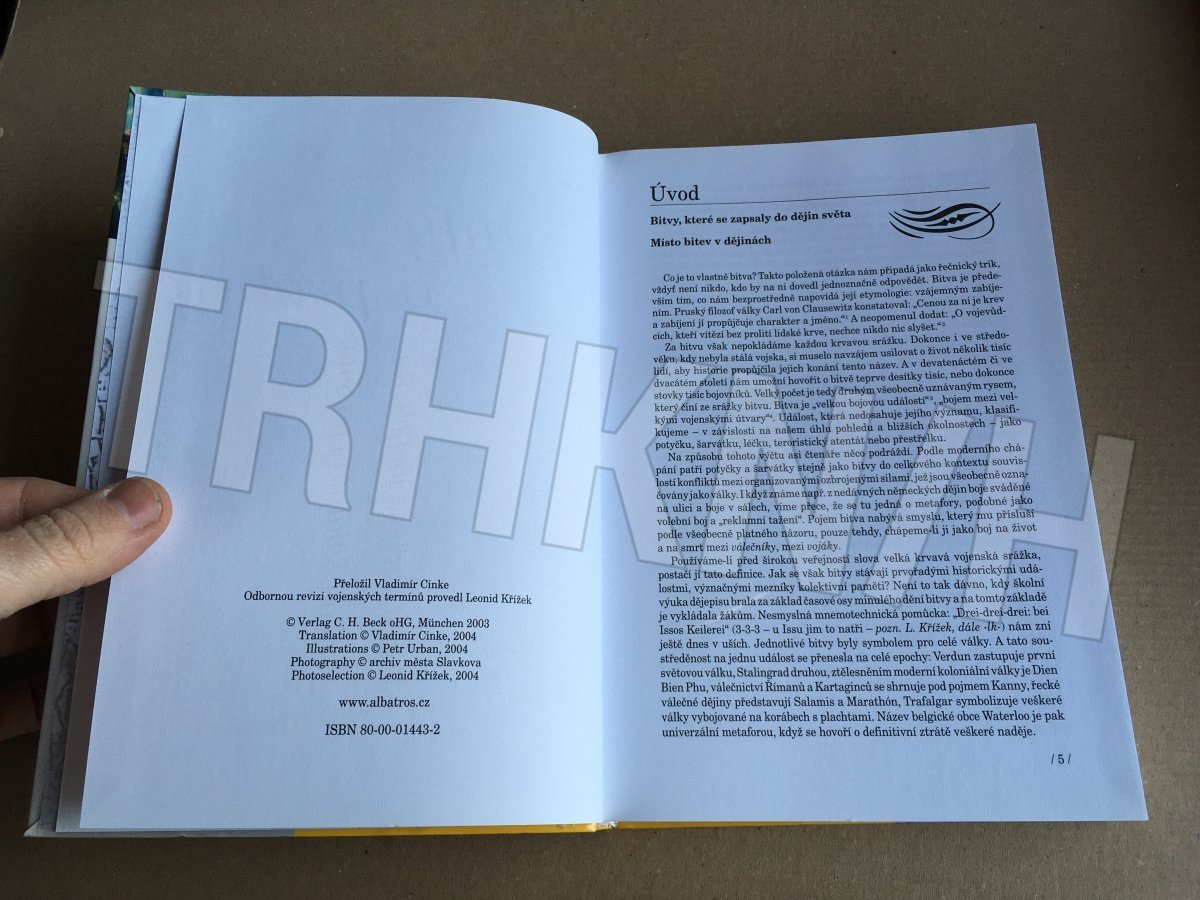 Přeložil Vladimír Cinke
Odbornou revizi vojenských termínů provedl Leonid Křížek
© Verlag C. H. Beck oHG, München 2003
Translation © Vladimír Cinke, 2004
Illustrations © Petr Urban, 2004
Photography © archiv města Slavkova
Photoselection © Leonid Křížek, 2004
www.albatros.cz
ISBN 80-00-01443-2
Úvod
Bitvy, které se zapsaly do dějin světa
Místo bitev v dějinách
Co je to vlastně bitva? Takto položená otázka nám připadá jako řečnický trik,
vždyť není nikdo, kdo by na ni dovedl jednoznačně odpovědět. Bitva je přede-
vším tím, co nám bezprostředně napovídá její etymologie: vzájemným zabíje-
ním. Pruský filozof války Carl von Clausewitz konstatoval: „Cenou za ni je krev
a zabíjení jí propůjčuje charakter a jméno.“¹ A neopomenul dodat: „O vojevůd-
cích, kteří vítězí bez prolití lidské krve, nechce nikdo nic slyšet.“²
Za bitvu však nepokládáme každou krvavou srážku. Dokonce i ve středo-
věku, kdy nebyla stálá vojska, si muselo navzájem usilovat o život několik tisíc
lidí, aby historie propůjčila jejich konání tento název. A v devatenáctém či ve
dvacátém století nám umožní hovořit o bitvě teprve desítky tisíc, nebo dokonce
stovky tisíc bojovníků. Velký počet je tedy druhým všeobecně uznávaným rysem,
který činí ze srážky bitvu. Bitva je „velkou bojovou událostí“³, „bojem mezi vel-
kými vojenskými útvary“⁴. Událost, která nedosahuje jejího významu, klasifi-
kujeme – v závislosti na našem úhlu pohledu a bližších okolnostech – jako
potyčku, šarvátku, léčku, teroristický atentát nebo přestřelku.
Na způsobu tohoto výčtu asi čtenáře něco podráždí. Podle moderního chá-
pání patří potyčky a šarvátky stejně jako bitvy do celkového kontextu souvis-
lostí konfliktů mezi organizovanými ozbrojenými silami, jež jsou všeobecně ozna-
čovány jako války. I když známe např. z nedávných německých dějin boje sváděné
na ulici a boje v sálech, víme přece, že se tu jedná o metafory, podobné jako
volební boj a „reklamní tažení“. Pojem bitva nabývá smyslu, který mu přísluší
podle všeobecně platného názoru, pouze tehdy, chápeme-li ji jako boj na život
a na smrt mezi válečníky, mezi vojáky.
Používáme-li před širokou veřejností slova velká krvavá vojenská srážka,
postačí jí tato definice. Jak se však bitvy stávají prvořadými historickými udá-
lostmi, význačnými mezníky kolektivní paměti? Není to tak dávno, kdy školní
výuka dějepisu brala za základ časové osy minulého dění bitvy a na tomto základě
je vykládala žákům. Nesmyslná mnemotechnická pomůcka: „Drei-drei-drei: bei
Issos Keilerei“ (3-3-3 – u Issu jim to natři – pozn. L. Křížek, dále -lk-) nám zní
ještě dnes v uších. Jednotlivé bitvy byly symbolem pro celé války. A tato sou-
středěnost na jednu událost se přenesla na celé epochy: Verdun zastupuje první
světovou válku, Stalingrad druhou, ztělesněním moderní koloniální války je Dien
Bien Phu, válečnictví Římanů a Kartaginců se shrnuje pod pojmem Kanny, řecké
válečné dějiny představují Salamis a Marathón, Trafalgar symbolizuje veškeré
války vybojované na korábech s plachtami. Název belgické obce Waterloo je pak
univerzální metaforou, když se hovoří o definitivní ztrátě veškeré naděje.
/ 5 /